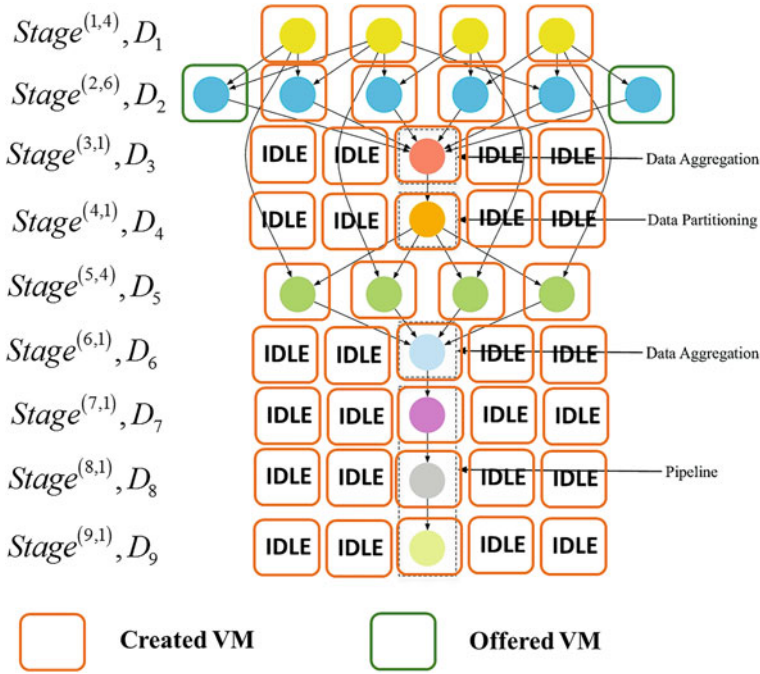 Stage^(1,4), D_1
Stage^(2,6), D_2
Stage^(3,1), D_3
IDLE IDLE IDLE IDLE
Data Aggregation
Stage^(4,1), D_4
IDLE IDLE IDLE IDLE
Data Partitioning
Stage^(5,4), D_5
Stage^(6,1), D_6
IDLE IDLE IDLE IDLE
Data Aggregation
Stage^(7,1), D_7
IDLE IDLE IDLE IDLE
Stage^(8,1), D_8
IDLE IDLE IDLE IDLE
Pipeline
Stage^(9,1), D_9
IDLE IDLE IDLE IDLE
Created VM
Offered VM